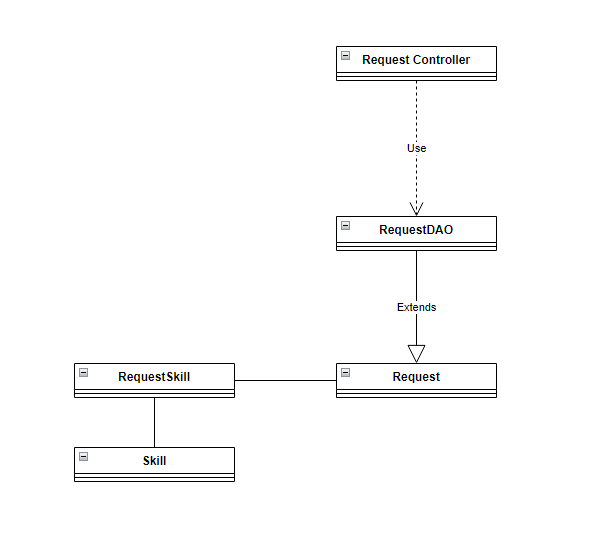 Request Controller
Use
RequestDAO
Extends
RequestSkill
Request
Skill